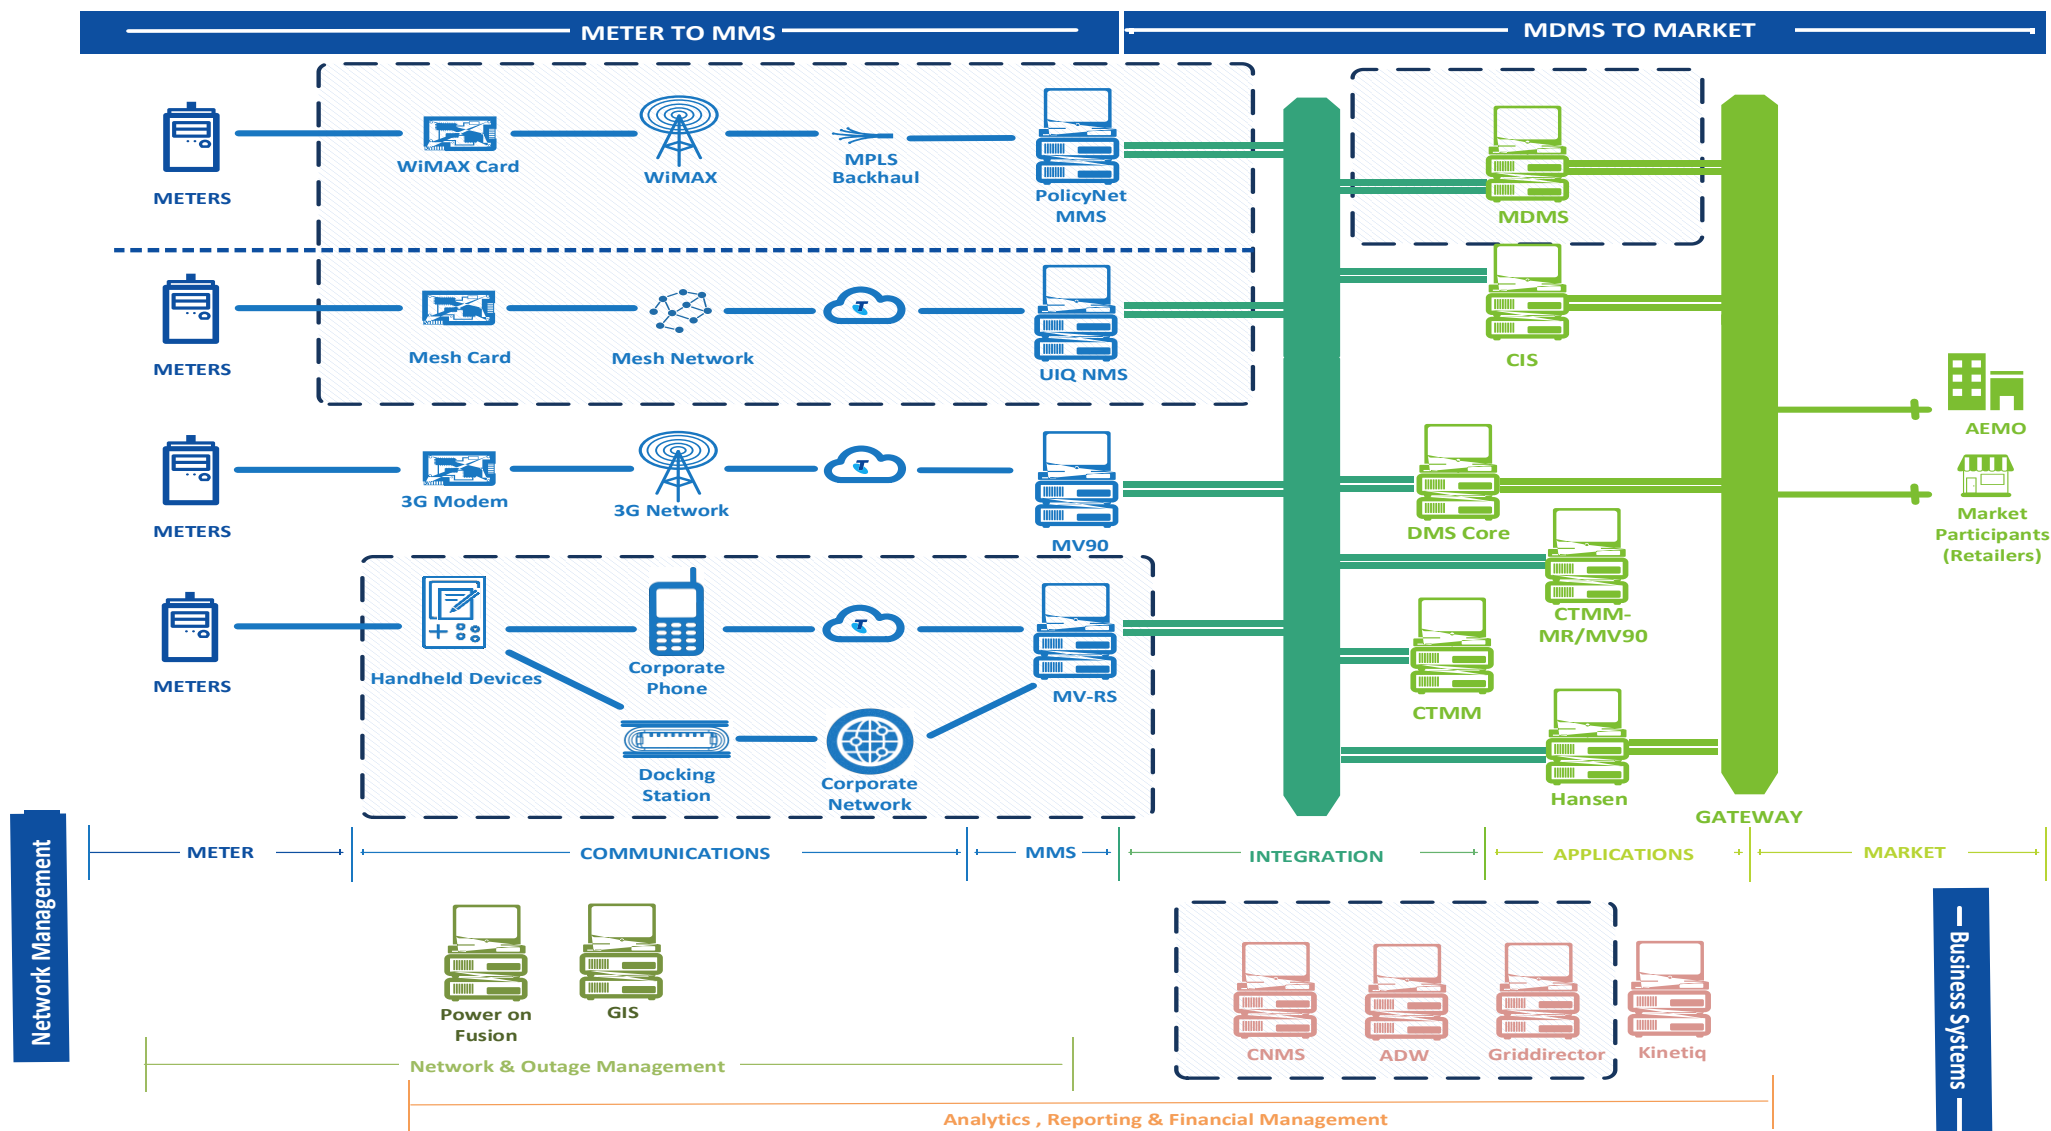 METER TO MMS
MDMS TO MARKET
METERS
WiMAX Card
WiMAX
MPLS
Backhaul
PolicyNet
MMS
MDMS
METERS
Mesh Card
Mesh Network
T
UIQ NMS
CIS
AEMO
METERS
3G Modem
3G Network
T
MV90
DMS Core
Market
Participants
(Retailers)
CTMM-
MR/MV90
METERS
Handheld Devices
Corporate
Phone
T
MV-RS
CTMM
Docking
Station
Corporate
Network
Hansen
GATEWAY
METER
COMMUNICATIONS
MMS
INTEGRATION
APPLICATIONS
MARKET
Network Management
Power on
Fusion
GIS
CNMS
ADW
Griddirector
Kinetiq
Business Systems
Network & Outage Management
Analytics , Reporting & Financial Management